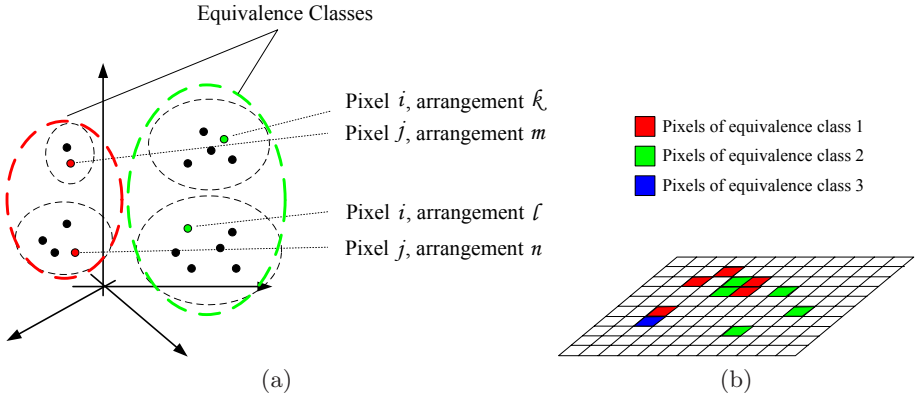 Equivalence Classes
Pixel i, arrangement k
Pixel j, arrangement m
Pixel i, arrangement l
Pixel j, arrangement n
(a)
Pixels of equivalence class 1
Pixels of equivalence class 2
Pixels of equivalence class 3
(b)